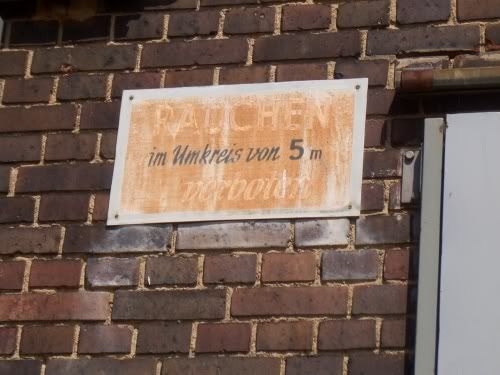 RAUCHEN
im Umkreis von 5 m
verboten